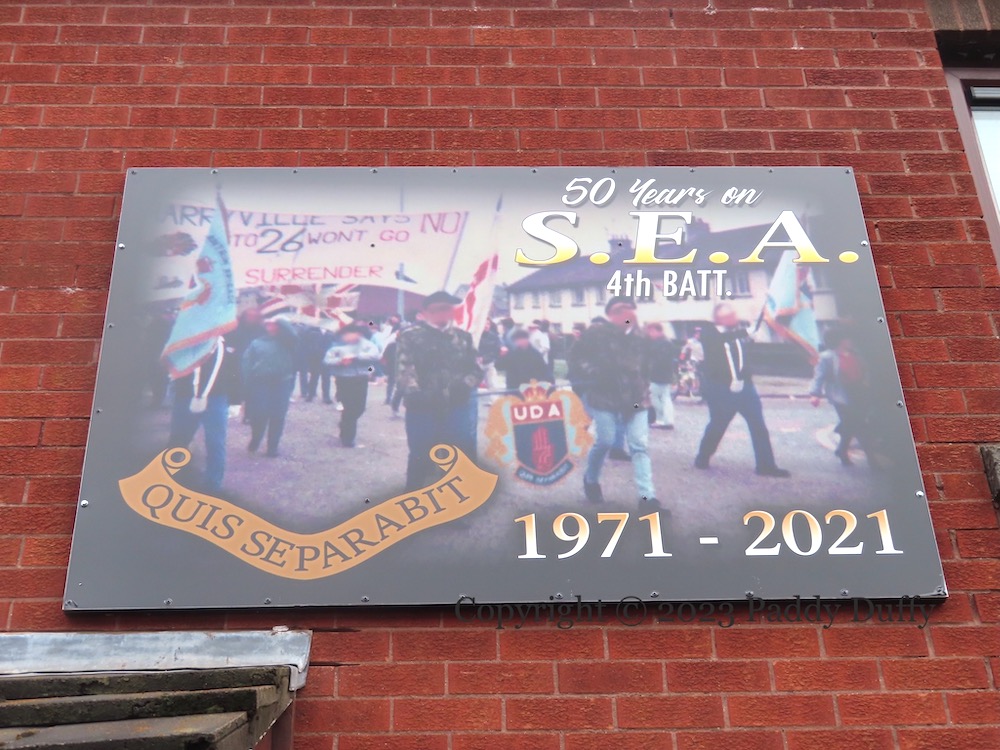 50 Years on
S.E.A.
4th BATT.
ARRYVILLE SAYS NO
TO 26 WONT GO
SURRENDER
UDA
QUIS SEPARABIT
1971 - 2021
Copyright © 2023 Paddy Duffy